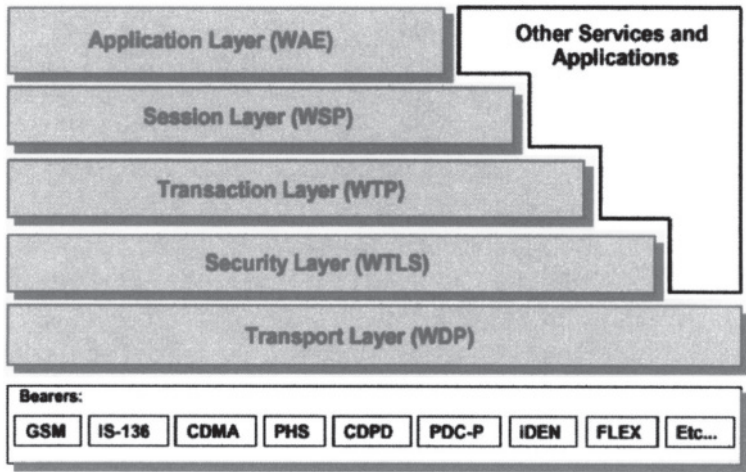 Application Layer (WAE)
Other Services and
Applications
Session Layer (WSP)
Transaction Layer (WTP)
Security Layer (WTLS)
Transport Layer (WDP)
Bearers:
GSM IS-136 CDMA PHS CDPD PDC-P iDEN FLEX Etc...